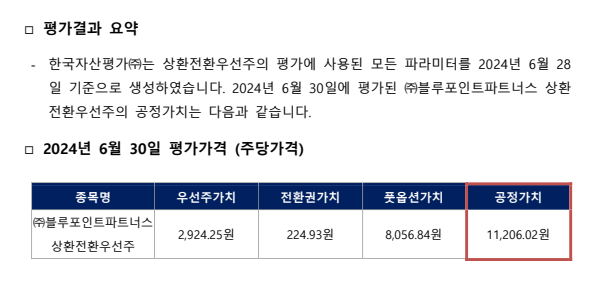 □ 평가결과 요약
- 한국자산평가㈜는 상환전환우선주의 평가에 사용된 모든 파라미터를 2024년 6월 28
일 기준으로 생성하였습니다. 2024년 6월 30일에 평가된 ㈜블루포인트파트너스 상환
전환우선주의 공정가치는 다음과 같습니다.
□ 2024년 6월 30일 평가가격 (주당가격)
종목명 우선주가치 전환권가치 풋옵션가치 공정가치
㈜블루포인트파트너스
상환전환우선주 2,924.25원 224.93원 8,056.84원 11,206.02원